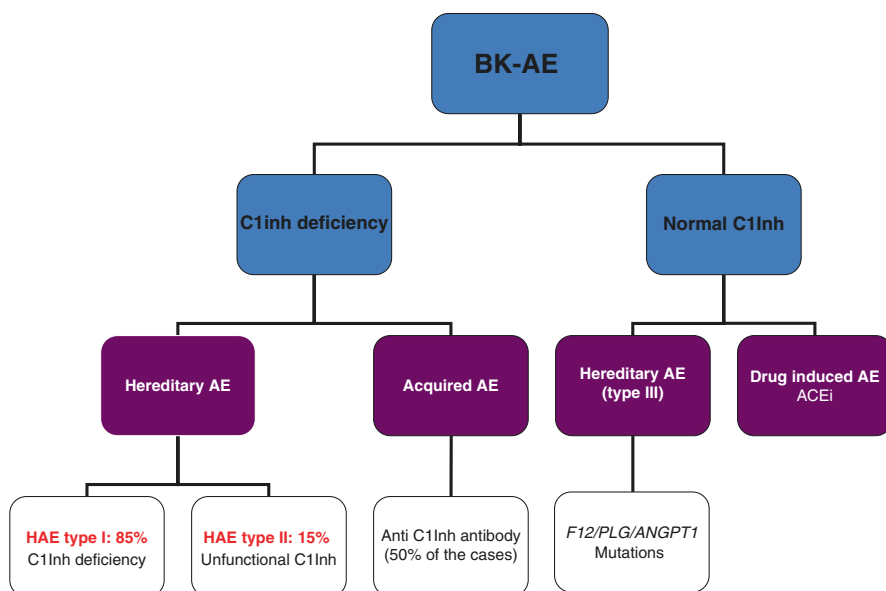 BK-AE
C1inh deficiency
Normal C1Inh
Hereditary AE
Acquired AE
Hereditary AE
(type III)
Drug induced AE
ACEi
HAE type I: 85%
C1Inh deficiency
HAE type II: 15%
Unfunctional C1Inh
Anti C1Inh antibody
(50% of the cases)
F12/PLG/ANGPT1
Mutations